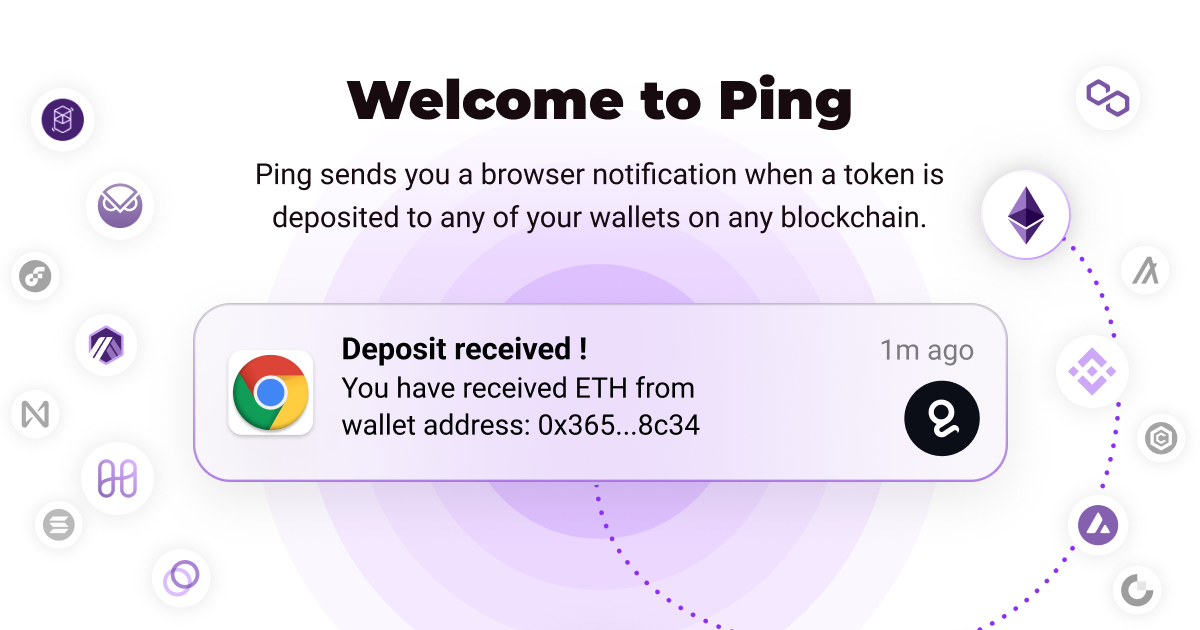 Welcome to Ping
Ping sends you a browser notification when a token is
deposited to any of your wallets on any blockchain.
Deposit received !
1m ago
You have received ETH from
wallet address: 0x365...8c34